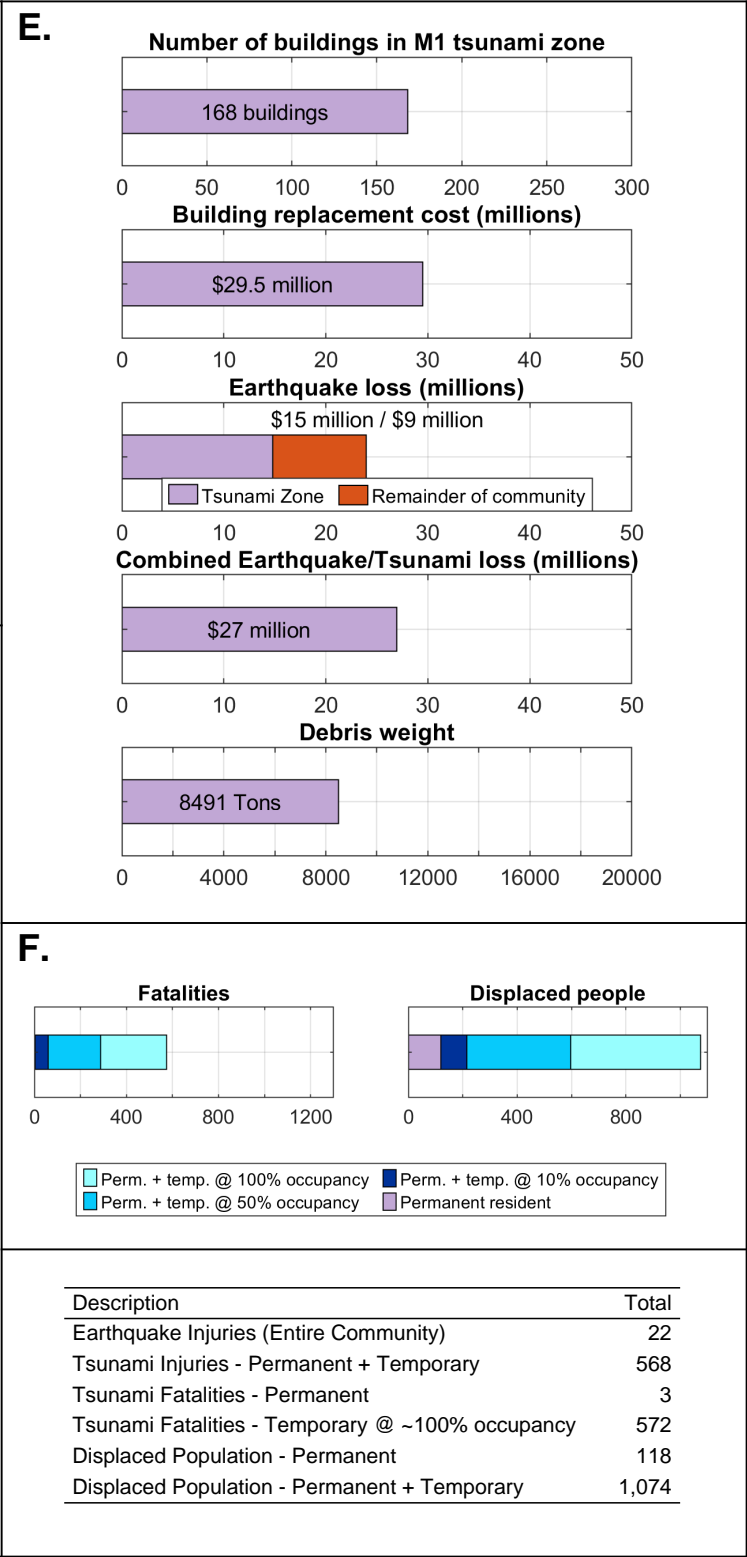 E.
Number of buildings in M1 tsunami zone
168 buildings
0 50 100 150 200 250 300
Building replacement cost (millions)
$29.5 million
0 10 20 30 40 50
Earthquake loss (millions)
$15 million / $9 million
Tsunami Zone Remainder of community
0 10 20 30 40 50
Combined Earthquake/Tsunami loss (millions)
$27 million
0 10 20 30 40 50
Debris weight
8491 Tons
0 4000 8000 12000 16000 20000
F.
Fatalities
0 400 800 1200
Displaced people
0 400 800
Perm. + temp. @ 100% occupancy Perm. + temp. @ 10% occupancy
Perm. + temp. @ 50% occupancy Permanent resident
Description Total
Earthquake Injuries (Entire Community) 22
Tsunami Injuries - Permanent + Temporary 568
Tsunami Fatalities - Permanent 3
Tsunami Fatalities - Temporary @ ~100% occupancy 572
Displaced Population - Permanent 118
Displaced Population - Permanent + Temporary 1,074